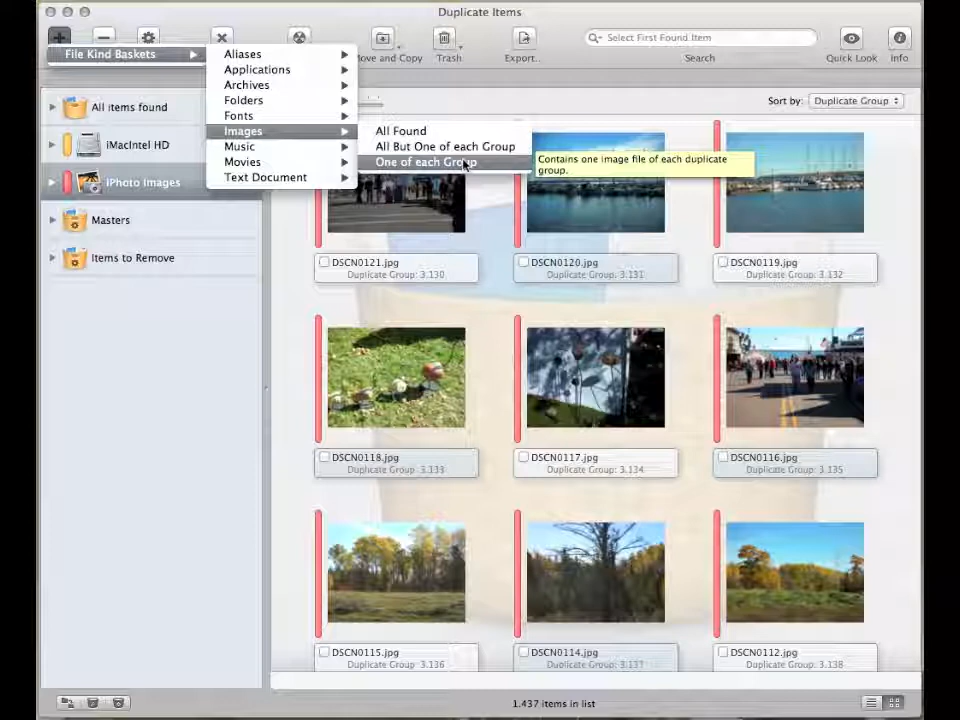 Duplicate Items
File Kind Baskets
Move and Copy
Trash
Export..
Select First Found Item
Search
Quick Look
Info
Aliases
Applications
Archives
Folders
Fonts
Images
Music
Movies
Text Document
All Found
All But One of each Group
One of each Group
Contains one image file of each duplicate
group.
Sort by:
Duplicate Group
All items found
iMacIntel HD
iPhoto Images
Masters
Items to Remove
DSCN0121.jpg
Duplicate Group: 3.130
DSCN0120.jpg
Duplicate Group: 3.131
DSCN0119.jpg
Duplicate Group: 3.132
DSCN0118.jpg
Duplicate Group: 3.133
DSCN0117.jpg
Duplicate Group: 3.134
DSCN0116.jpg
Duplicate Group: 3.135
DSCN0115.jpg
Duplicate Group: 3.136
DSCN0114.jpg
Duplicate Group: 3.137
DSCN0112.jpg
Duplicate Group: 3.138
1.437 items in list